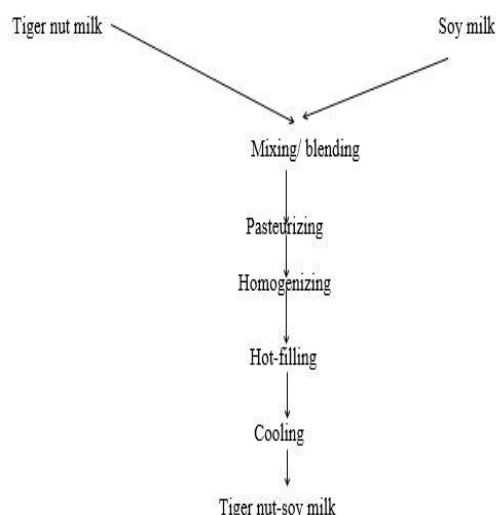 Tiger nut milk
Soy milk
Mixing/ blending
Pasteurizing
Homogenizing
Hot-filling
Cooling
Tiger nut-soy milk